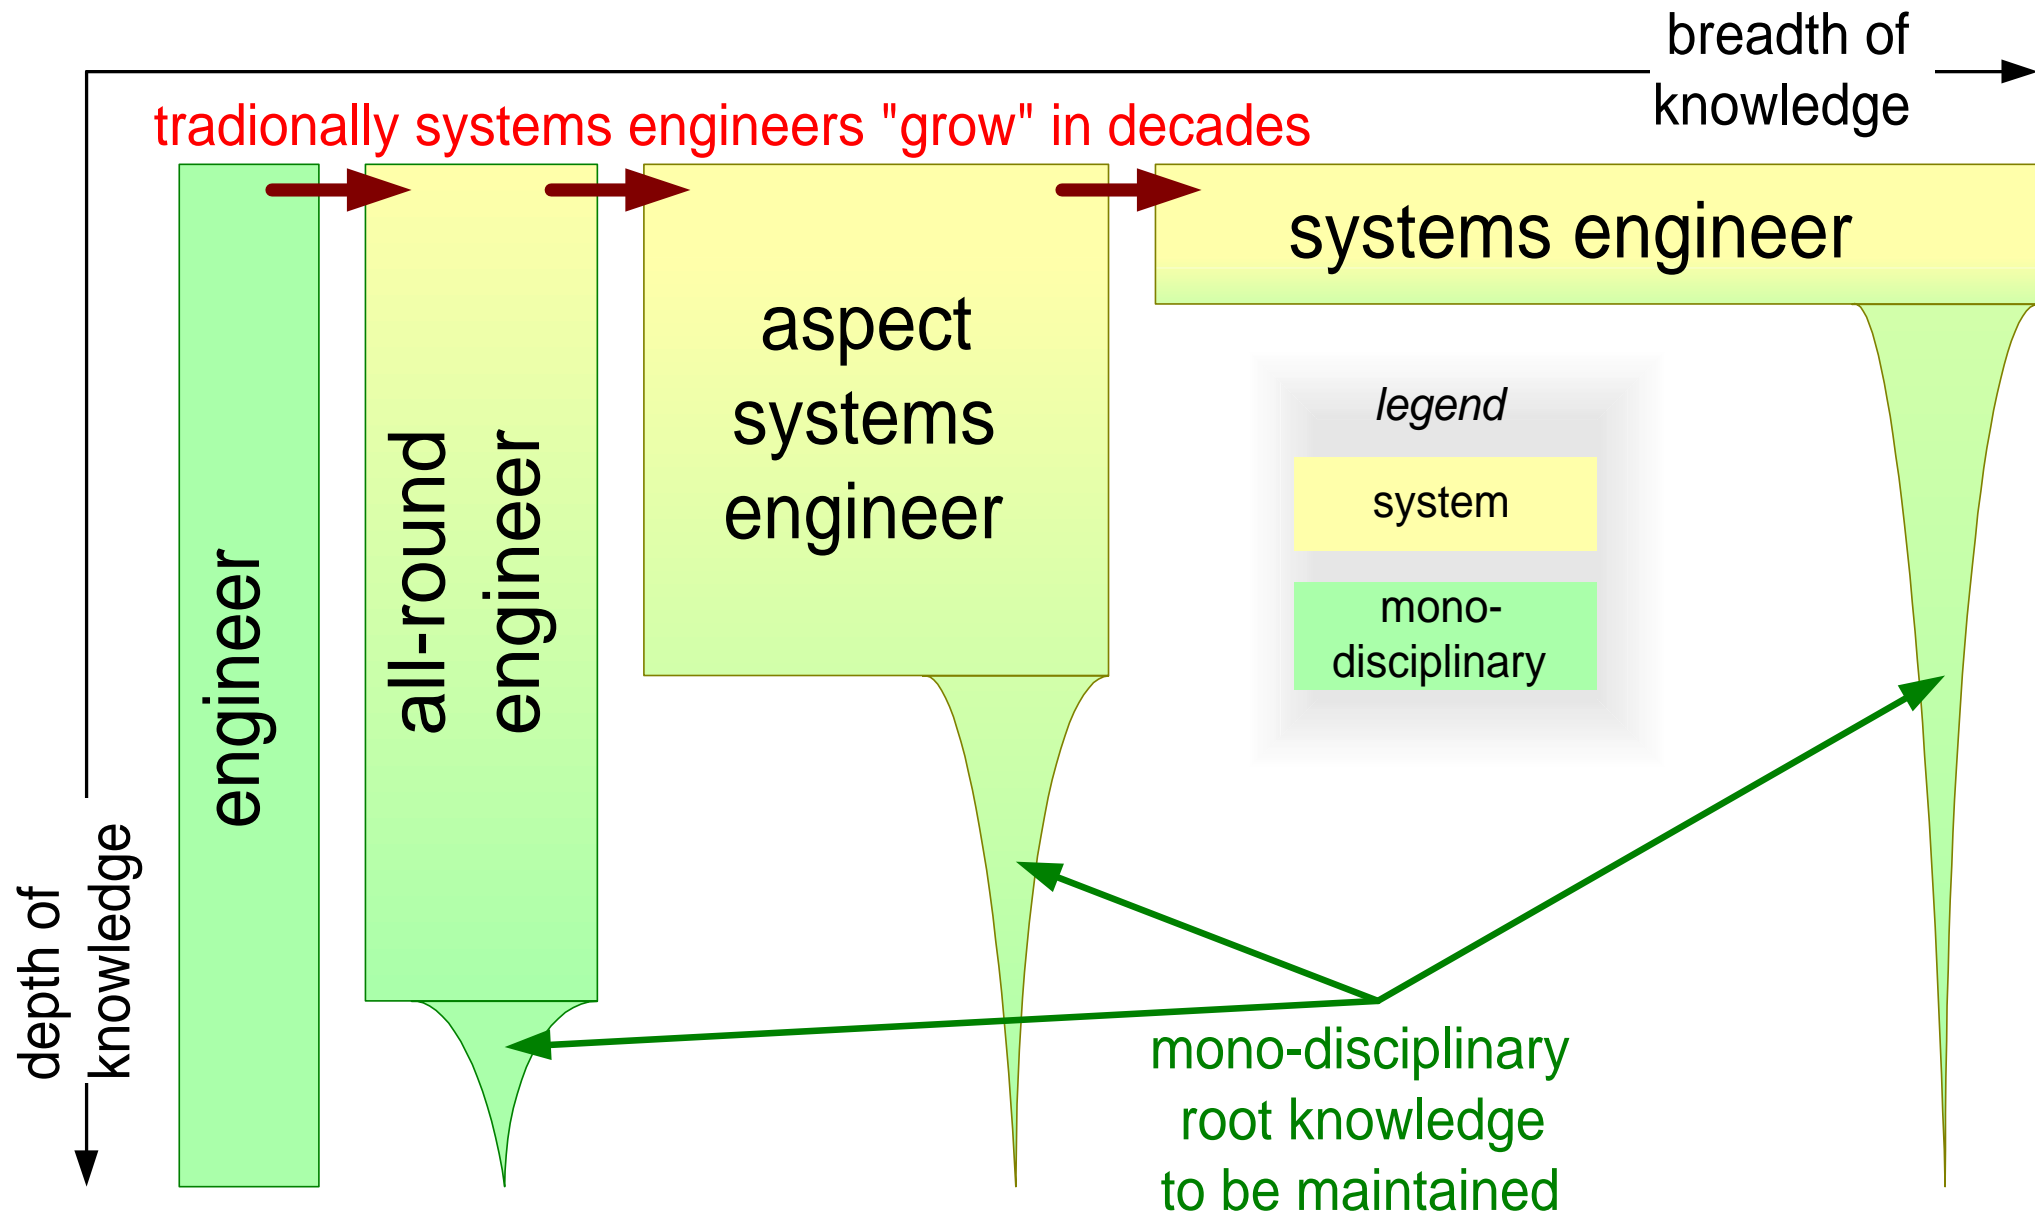 breadth of
knowledge
tradionally systems engineers "grow" in decades
engineer
all-round
engineer
aspect
systems
engineer
systems engineer
legend
system
mono-
disciplinary
depth of
knowledge
mono-disciplinary
root knowledge
to be maintained